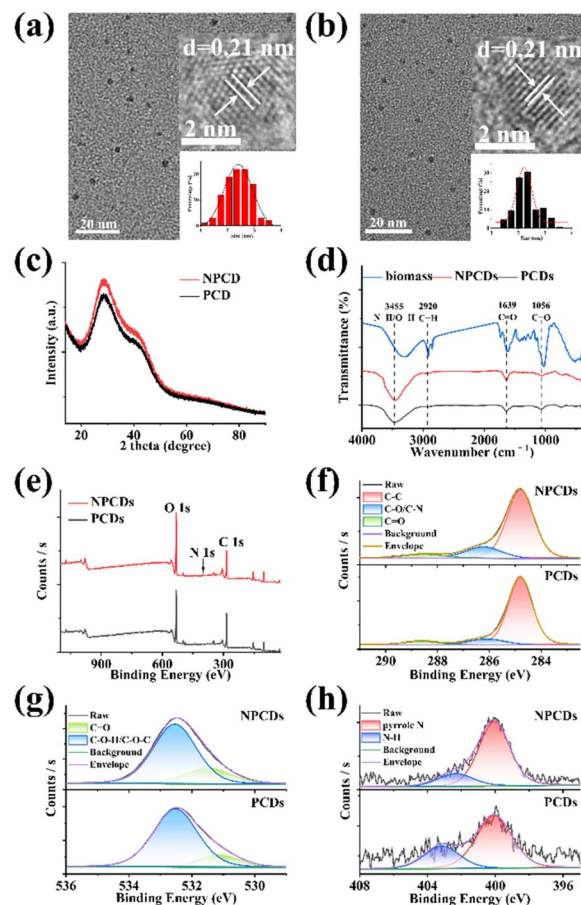 (a)
d=0.21 nm
2 nm
20 nm
1 2 3 4
(b)
d=0.21 nm
2 nm
20 nm
(c)
NPCD
PCD
Intensity (a.u.)
20 40 60 80
2 theta (degree)
(d)
biomass NPCDs PCDs
3455 2920 1639 1056
C−H C=O C−O
Transmittance (%)
4000 3000 2000 1000
Wavenumber (cm⁻¹)
(e)
NPCDs
PCDs
O 1s
N 1s
C 1s
Counts / s
900 600 300
Binding Energy (eV)
(f)
Raw
C-C
C-O/C-N
C=O
Background
Envelope
NPCDs
PCDs
Counts / s
290 288 286 284
Binding Energy (eV)
(g)
Raw
C=O
C-O-H/C-O-C
Background
Envelope
NPCDs
PCDs
Counts / s
536 534 532 530
Binding Energy (eV)
(h)
Raw
pyrrole N
N-H
Background
Envelope
NPCDs
PCDs
Counts / s
408 404 400 396
Binding Energy (eV)